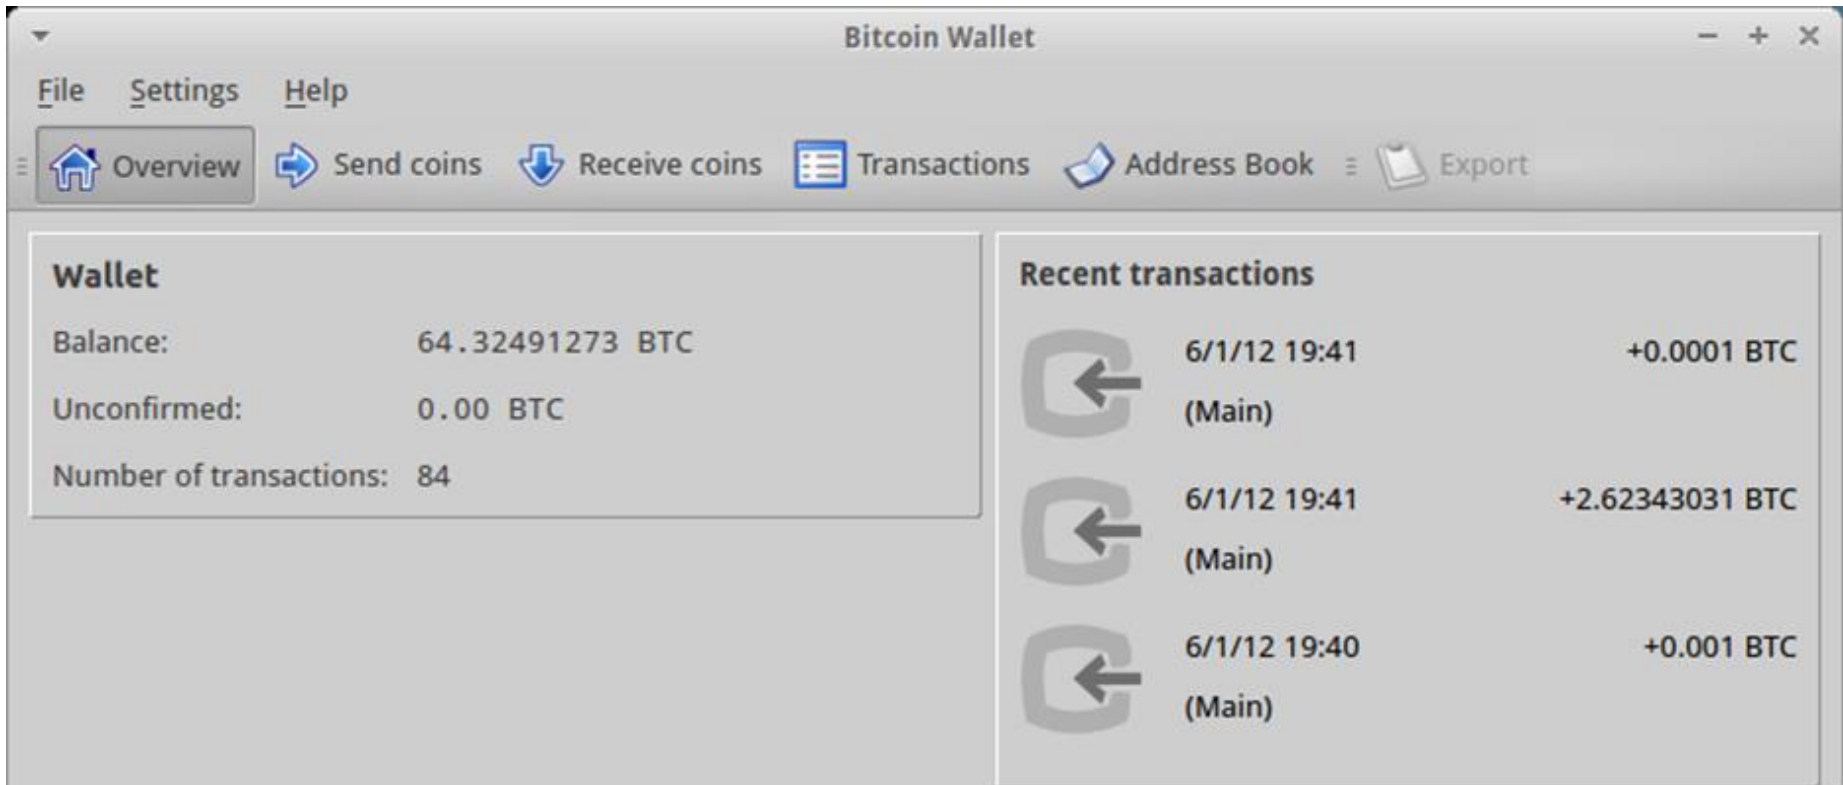 Bitcoin Wallet
File Settings Help
Overview Send coins Receive coins Transactions Address Book Export
Wallet
Balance: 64.32491273 BTC
Unconfirmed: 0.00 BTC
Number of transactions: 84
Recent transactions
6/1/12 19:41 +0.0001 BTC
(Main)
6/1/12 19:41 +2.62343031 BTC
(Main)
6/1/12 19:40 +0.001 BTC
(Main)